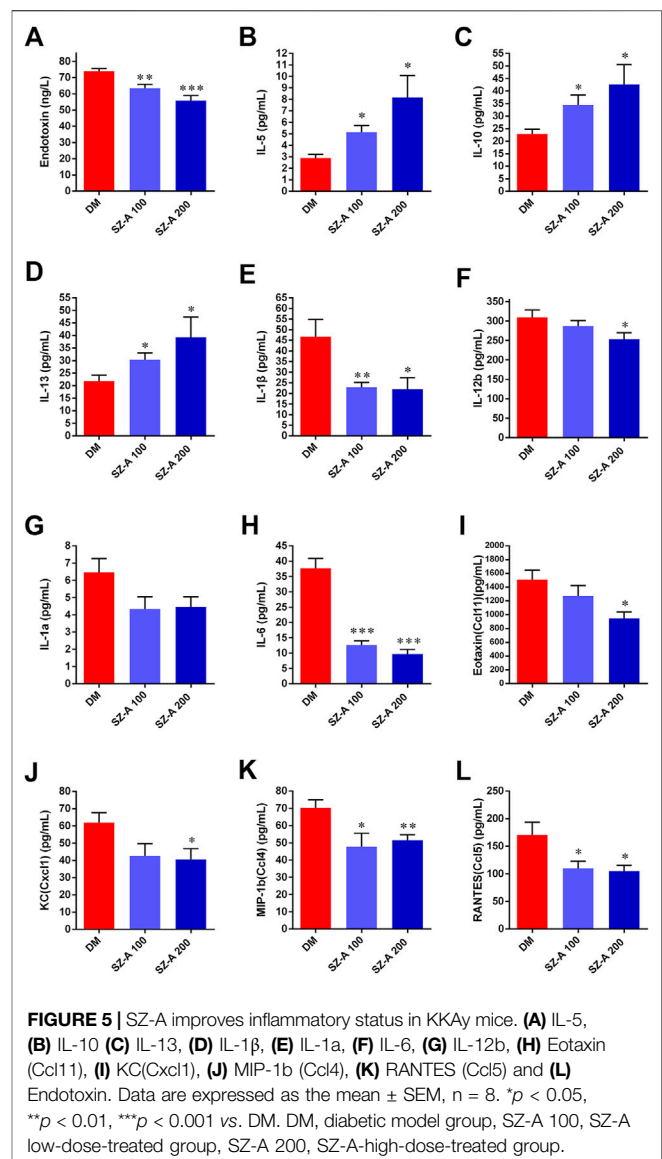 A
Endotoxin (ng/L)
90
80
70
60
50
40
30
20
10
0
**
***
DM
SZ-A 100
SZ-A 200
B
IL-5 (pg/mL)
12
11
10
9
8
7
6
5
4
3
2
1
0
*
*
DM
SZ-A 100
SZ-A 200
C
IL-10 (pg/mL)
60
55
50
45
40
35
30
25
20
15
10
5
0
*
*
DM
SZ-A 100
SZ-A 200
D
IL-13 (pg/mL)
55
50
45
40
35
30
25
20
15
10
5
0
*
*
DM
SZ-A 100
SZ-A 200
E
IL-1β (pg/mL)
65
60
55
50
45
40
35
30
25
20
15
10
5
0
**
*
DM
SZ-A 100
SZ-A 200
F
IL-12b (pg/mL)
350
300
250
200
150
100
50
0
*
DM
SZ-A 100
SZ-A 200
G
IL-1a (pg/mL)
8
7
6
5
4
3
2
1
0
DM
SZ-A 100
SZ-A 200
H
IL-6 (pg/mL)
45
40
35
30
25
20
15
10
5
0
***
***
DM
SZ-A 100
SZ-A 200
I
Eotaxin(Ccl11)(pg/mL)
2000
1800
1600
1400
1200
1000
800
600
400
200
0
*
DM
SZ-A 100
SZ-A 200
J
KC(Cxcl1) (pg/mL)
80
70
60
50
40
30
20
10
0
*
DM
SZ-A 100
SZ-A 200
K
MIP-1b(Ccl4) (pg/mL)
90
80
70
60
50
40
30
20
10
0
*
**
DM
SZ-A 100
SZ-A 200
L
RANTES(Ccl5) (pg/mL)
250
200
150
100
50
0
*
*
DM
SZ-A 100
SZ-A 200
FIGURE 5 | SZ-A improves inflammatory status in KKAy mice. (A) IL-5,
(B) IL-10 (C) IL-13, (D) IL-1β, (E) IL-1a, (F) IL-6, (G) IL-12b, (H) Eotaxin
(Ccl11), (I) KC(Cxcl1), (J) MIP-1b (Ccl4), (K) RANTES (Ccl5) and (L)
Endotoxin. Data are expressed as the mean ± SEM, n = 8. *p < 0.05,
**p < 0.01, ***p < 0.001 vs. DM. DM, diabetic model group, SZ-A 100, SZ-A
low-dose-treated group, SZ-A 200, SZ-A-high-dose-treated group.